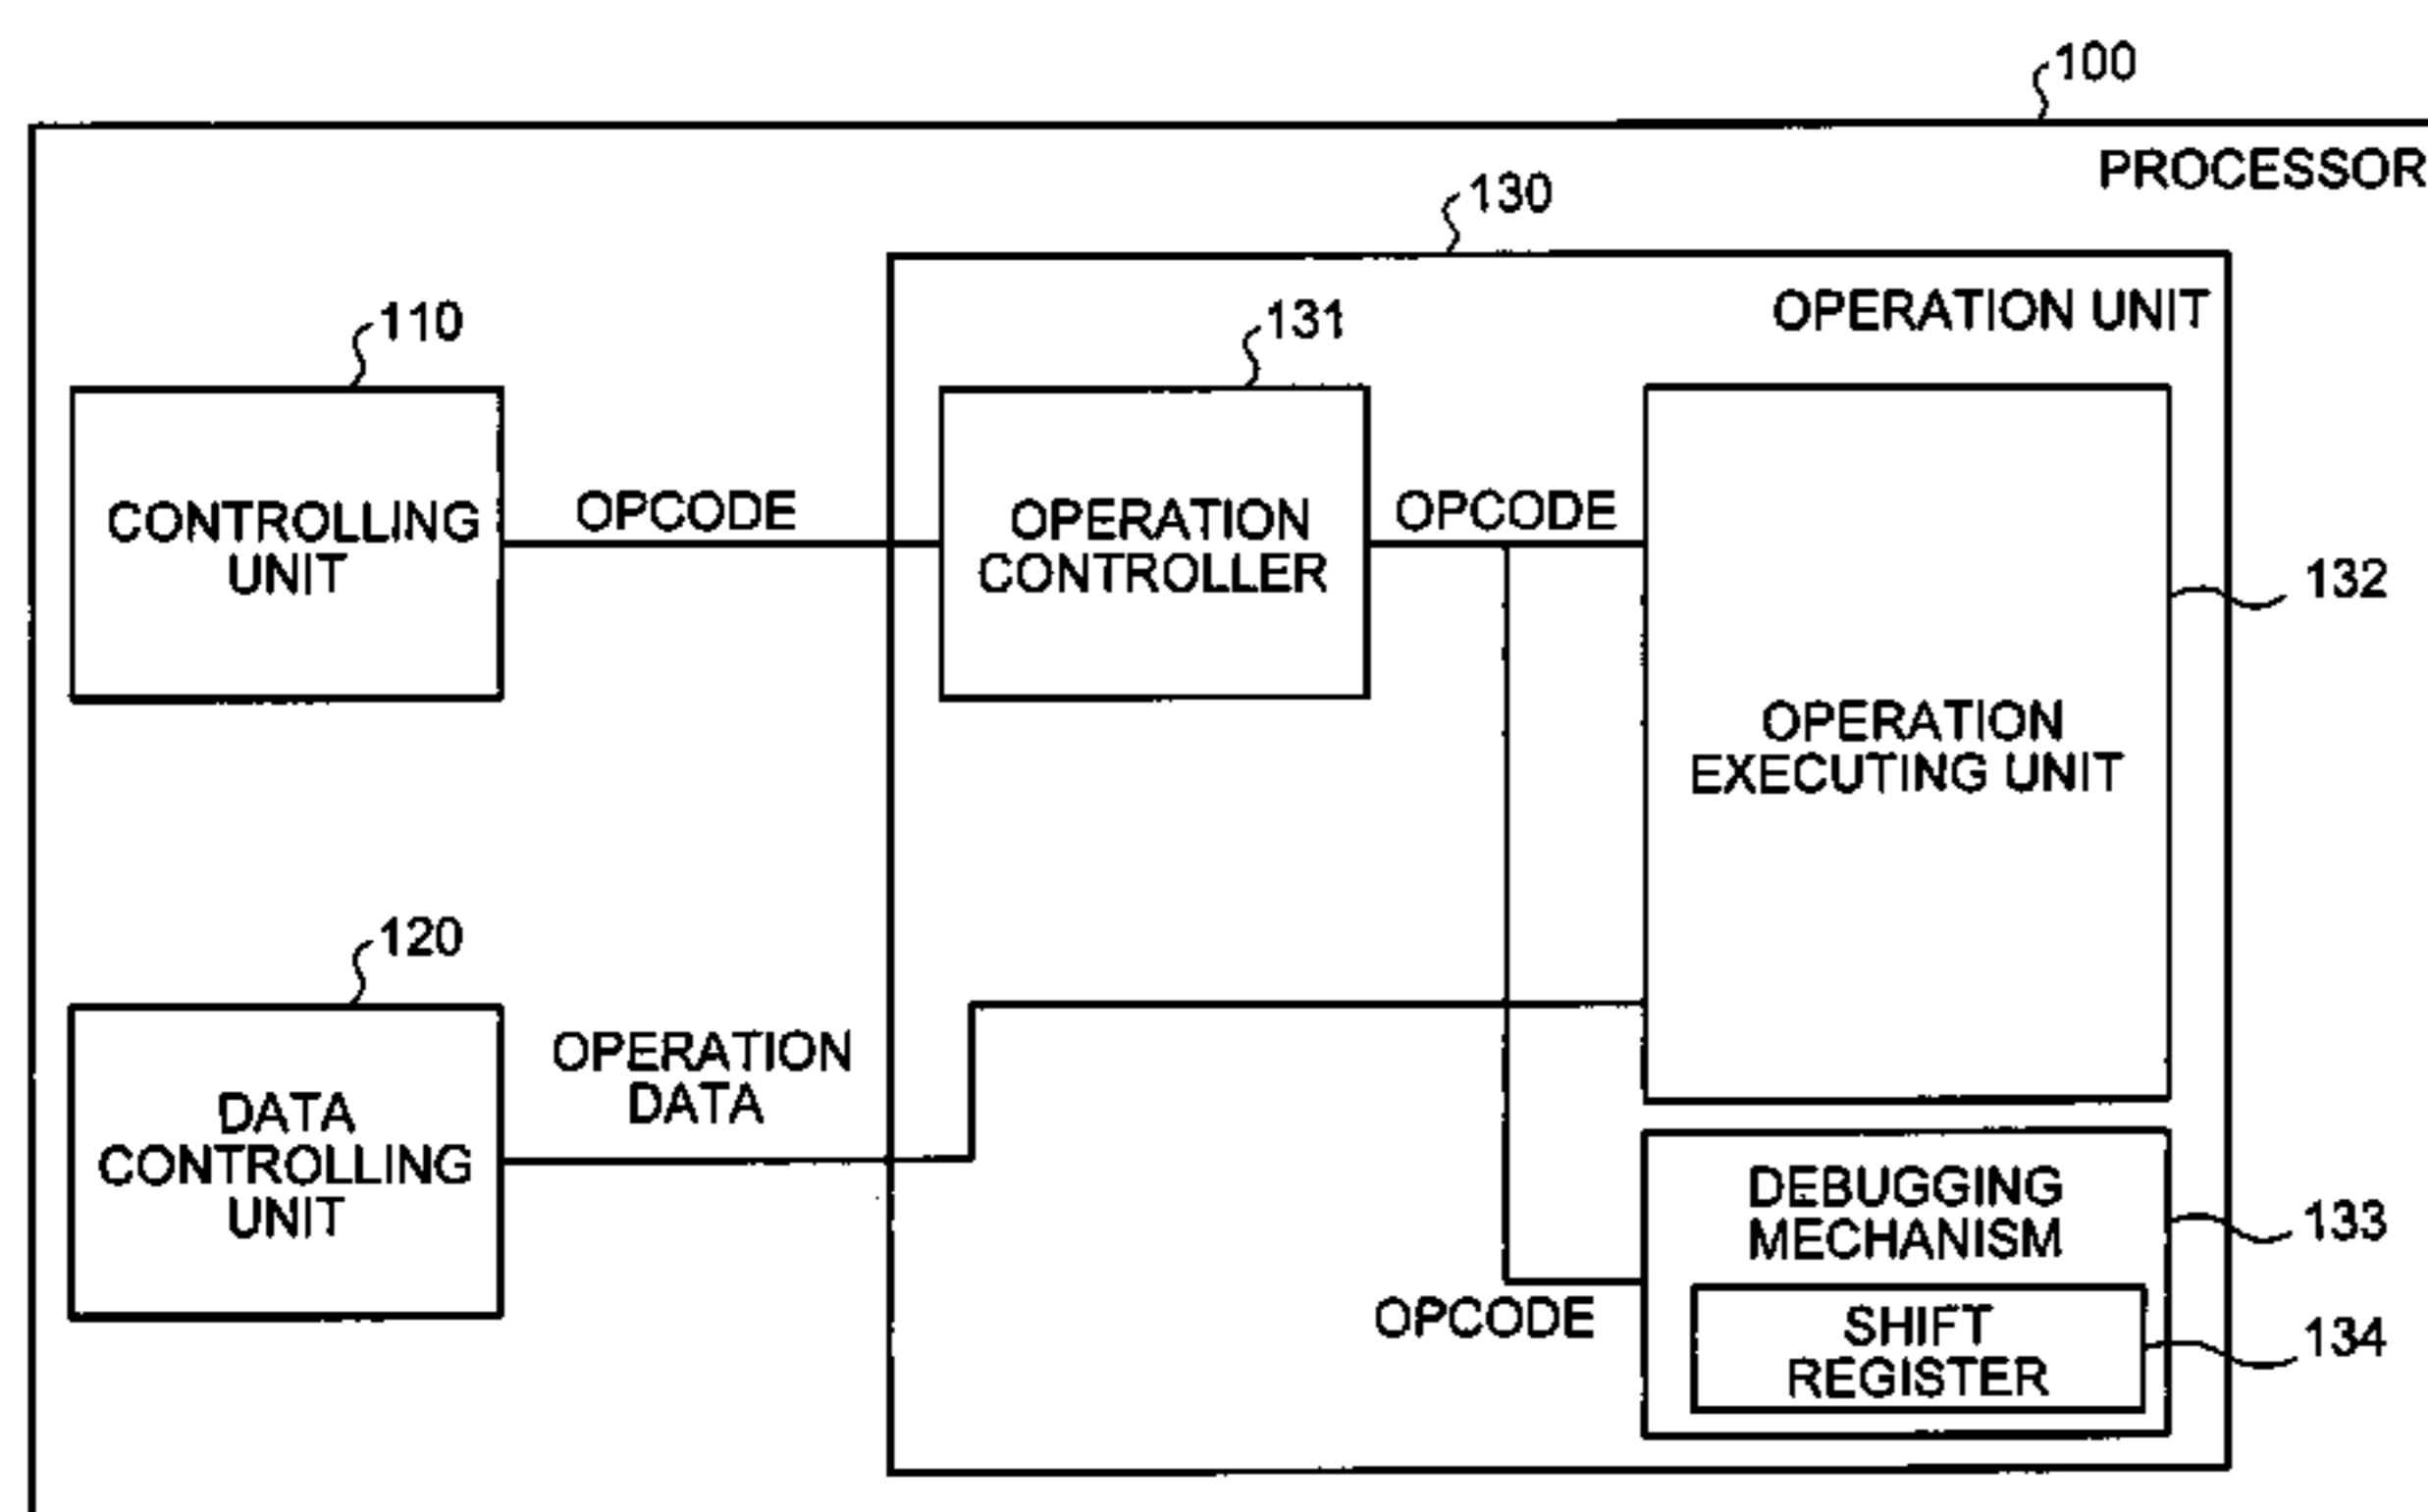 100
PROCESSOR
130
OPERATION UNIT
110
131
CONTROLLING
UNIT
OPCODE
OPERATION
CONTROLLER
OPCODE
132
OPERATION
EXECUTING UNIT
120
DATA
CONTROLLING
UNIT
OPERATION
DATA
DEBUGGING
MECHANISM
133
OPCODE
SHIFT
REGISTER
134